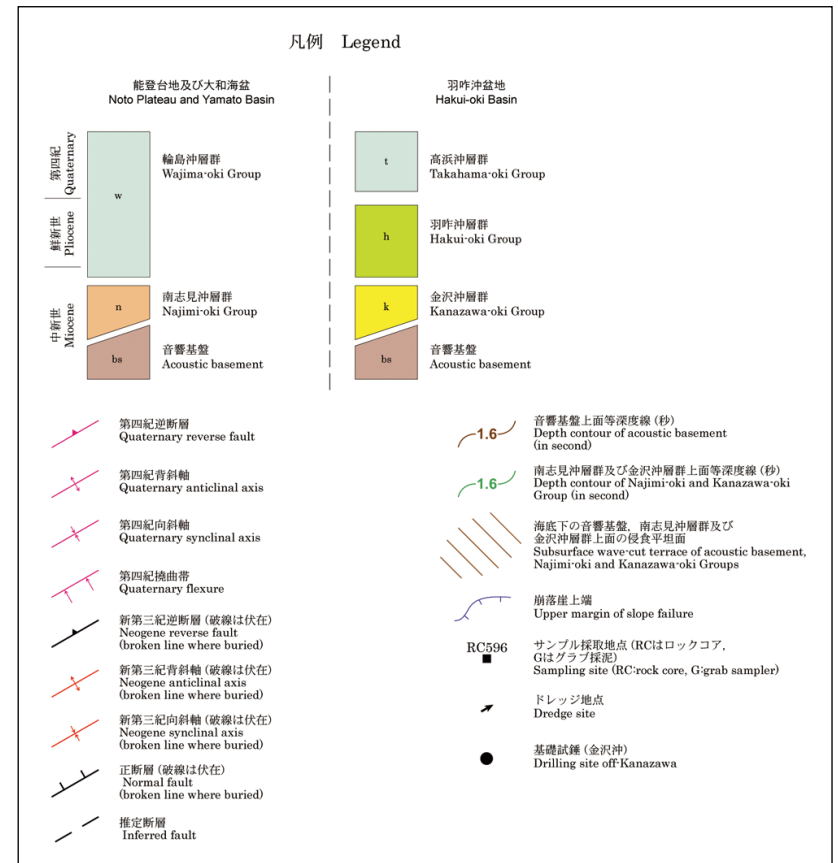 凡例 Legend
能登台地及び大和海盆
Noto Plateau and Yamato Basin
羽咋沖盆地
Hakui-oki Basin
第四紀
Quaternary
鮮新世
Pliocene
中新世
Miocene
w
輪島沖層群
Wajima-oki Group
n
南志見沖層群
Najimi-oki Group
bs
音響基盤
Acoustic basement
t
高浜沖層群
Takahama-oki Group
h
羽咋沖層群
Hakui-oki Group
k
金沢沖層群
Kanazawa-oki Group
bs
音響基盤
Acoustic basement
第四紀逆断層
Quaternary reverse fault
第四紀背斜軸
Quaternary anticlinal axis
第四紀向斜軸
Quaternary synclinal axis
第四紀撓曲帯
Quaternary flexure
新第三紀逆断層 (破線は伏在)
Neogene reverse fault
(broken line where buried)
新第三紀背斜軸 (破線は伏在)
Neogene anticlinal axis
(broken line where buried)
新第三紀向斜軸 (破線は伏在)
Neogene synclinal axis
(broken line where buried)
正断層 (破線は伏在)
Normal fault
(broken line where buried)
推定断層
Inferred fault
1.6
音響基盤上面等深度線 (秒)
Depth contour of acoustic basement
(in second)
1.6
南志見沖層群及び金沢沖層群上面等深度線 (秒)
Depth contour of Najimi-oki and Kanazawa-oki
Group (in second)
海底下の音響基盤, 南志見沖層群及び
金沢沖層群上面の侵食平坦面
Subsurface wave-cut terrace of acoustic basement,
Najimi-oki and Kanazawa-oki Groups
崩落崖上端
Upper margin of slope failure
RC596
サンプル採取地点 (RCはロックコア,
Gはグラブ採泥)
Sampling site (RC:rock core, G:grab sampler)
ドレッジ地点
Dredge site
基礎試錐 (金沢沖)
Drilling site off-Kanazawa